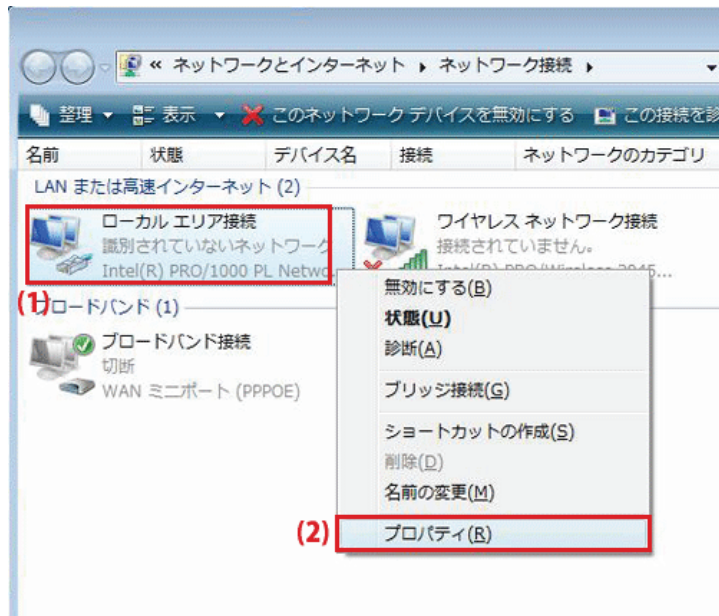 « ネットワークとインターネット ▸ ネットワーク接続 ▸
整理 表示 このネットワーク デバイスを無効にする この接続を診
名前 状態 デバイス名 接続 ネットワークのカテゴリ
LAN または高速インターネット (2)
ローカル エリア接続
識別されていないネットワーク
Intel(R) PRO/1000 PL Netwo...
ワイヤレス ネットワーク接続
接続されていません。
Intel(R) PRO/Wireless 3945...
(1)
ブロードバンド (1)
ブロードバンド接続
切断
WAN ミニポート (PPPOE)
無効にする(B)
状態(U)
診断(A)
ブリッジ接続(G)
ショートカットの作成(S)
削除(D)
名前の変更(M)
(2)
プロパティ(R)